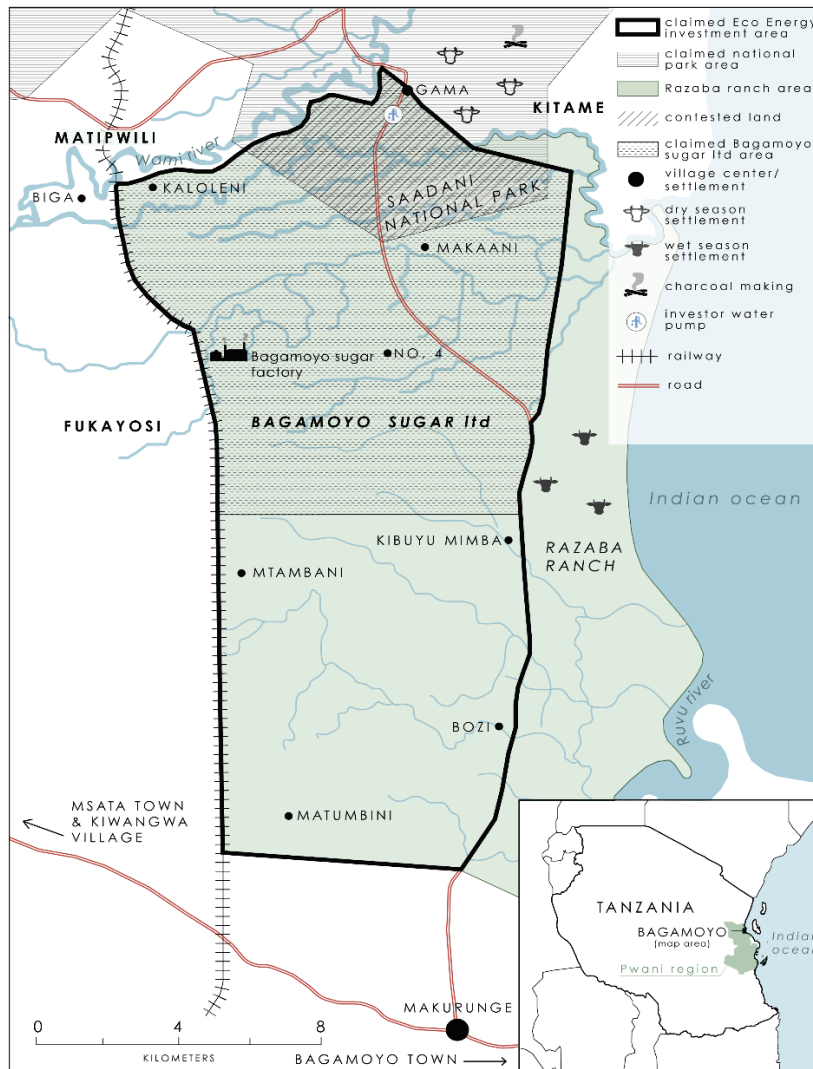 claimed Eco Energy
investment area
claimed national
park area
Razaba ranch area
contested land
claimed Bagamoyo
sugar ltd area
village center/
settlement
dry season
settlement
wet season
settlement
charcoal making
investor water
pump
railway
road
GAMA
KITAME
MATIPWILI
Wami river
BIGA
KALOLENI
SAADANI
NATIONAL PARK
MAKAANI
Bagamoyo sugar
factory
NO. 4
FUKAYOSI
BAGAMOYO SUGAR ltd
Indian ocean
KIBUYU MIMBA
RAZABA
RANCH
MTAMBANI
Ruvu river
BOZI
MSATA TOWN
& KIWANGWA
VILLAGE
MATUMBINI
MAKURUNGE
0 4 8
KILOMETERS
BAGAMOYO TOWN
TANZANIA
BAGAMOYO
(map area)
Indian
ocean
Pwani region